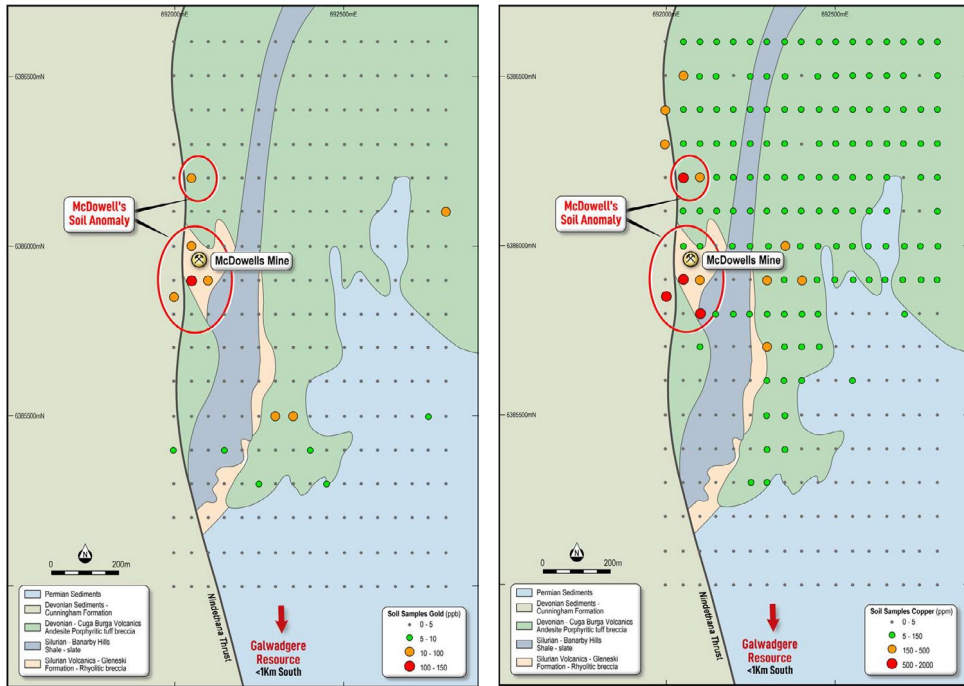 692000mE
692500mE
6386500mN
McDowell's
Soil Anomaly
6386000mN
McDowells Mine
6385500mN
N
0 200m
Nindethana Thrust
Permian Sediments
Devonian Sediments -
Cunningham Formation
Devonian - Cuga Burga Volcanics
Andesite Porphyritic tuff breccia
Silurian - Banarby Hills
Shale - slate
Silurian Volcanics - Gleneski
Formation - Rhyolitic breccia
Galwadgere
Resource
<1Km South
Soil Samples Gold (ppb)
0 - 5
5 - 10
10 - 100
100 - 150
692000mE
692500mE
6386500mN
McDowell's
Soil Anomaly
6386000mN
McDowells Mine
6385500mN
N
0 200m
Nindethana Thrust
Permian Sediments
Devonian Sediments -
Cunningham Formation
Devonian - Cuga Burga Volcanics
Andesite Porphyritic tuff breccia
Silurian - Banarby Hills
Shale - slate
Silurian Volcanics - Gleneski
Formation - Rhyolitic breccia
Galwadgere
Resource
<1Km South
Soil Samples Copper (ppm)
0 - 5
5 - 150
150 - 500
500 - 2000